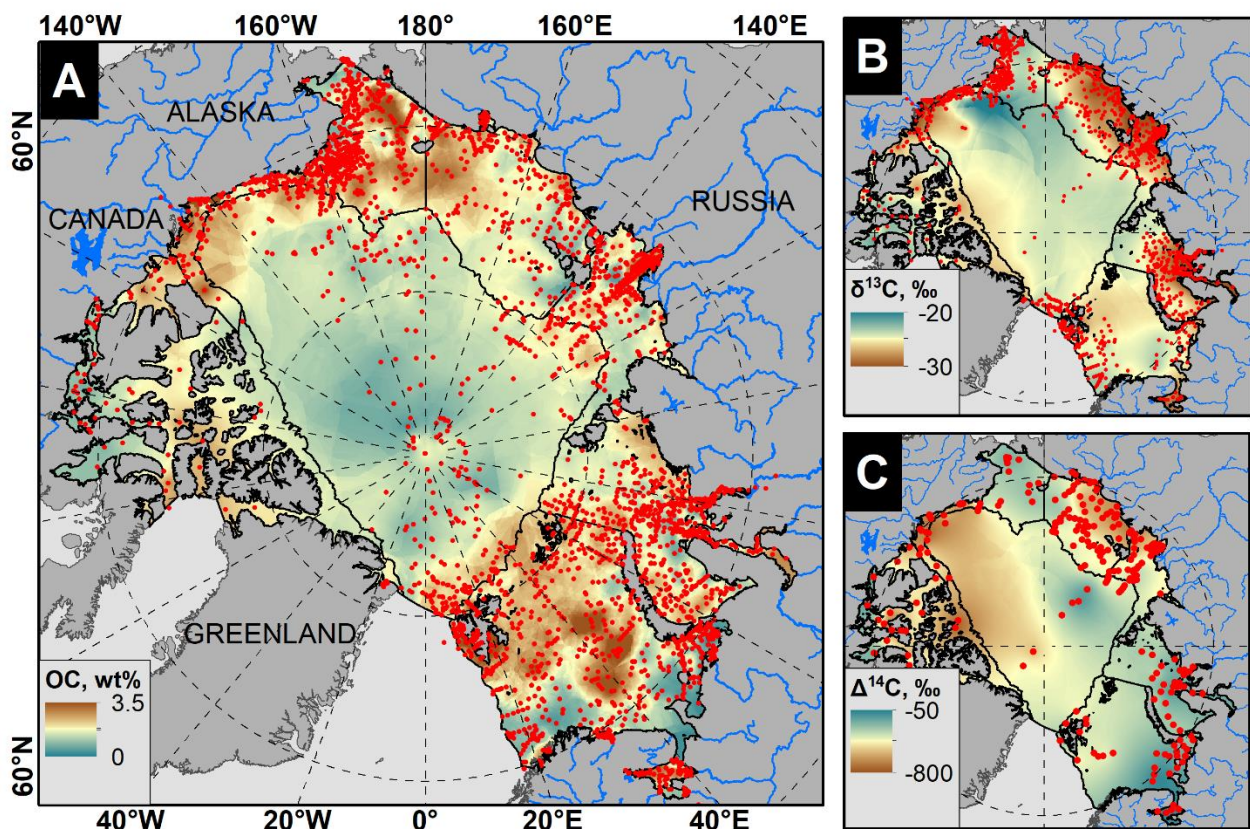 140°W 160°W 180° 160°E 140°E
A
ALASKA
60°N
CANADA
RUSSIA
GREENLAND
OC, wt%
3.5
0
60°N
40°W 20°W 0° 20°E 40°E
B
δ¹³C, ‰
-20
-30
C
Δ¹⁴C, ‰
-50
-800